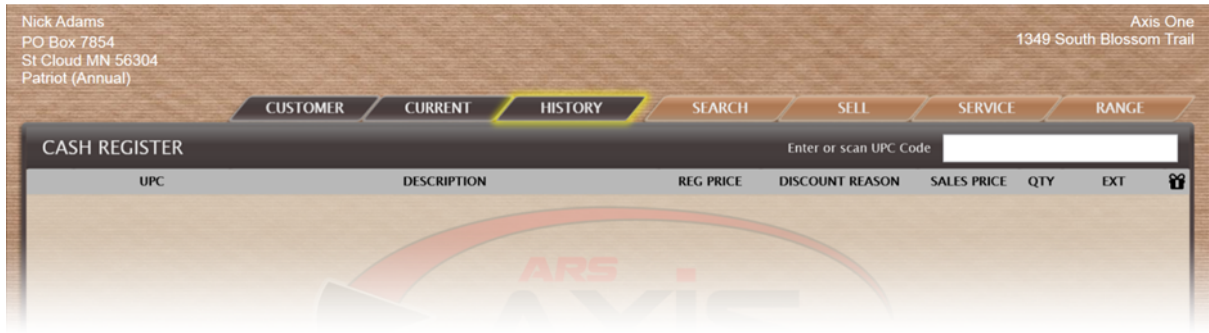 Nick Adams
PO Box 7854
St Cloud MN 56304
Patriot (Annual)
Axis One
1349 South Blossom Trail
CUSTOMER CURRENT HISTORY SEARCH SELL SERVICE RANGE
CASH REGISTER Enter or scan UPC Code
UPC DESCRIPTION REG PRICE DISCOUNT REASON SALES PRICE QTY EXT
ARS
AXIS